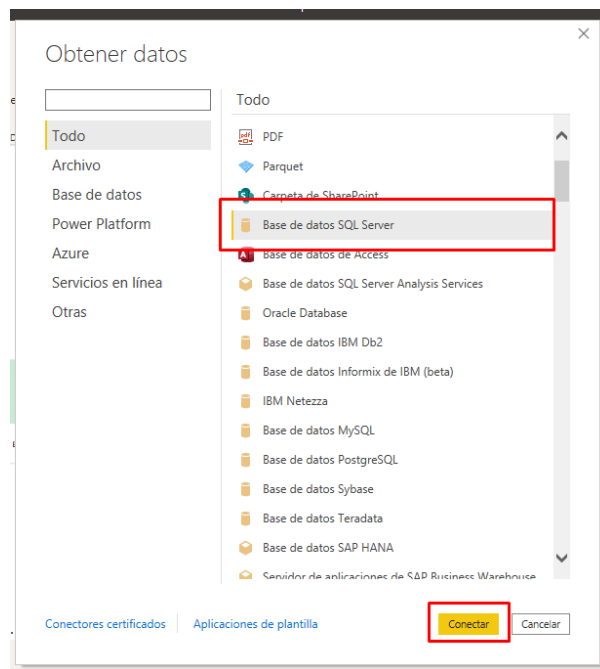 Obtener datos
Todo
Todo
Archivo
Base de datos
Power Platform
Azure
Servicios en línea
Otras
PDF
Parquet
Carpeta de SharePoint
Base de datos SQL Server
Base de datos de Access
Base de datos SQL Server Analysis Services
Oracle Database
Base de datos IBM Db2
Base de datos Informix de IBM (beta)
IBM Netezza
Base de datos MySQL
Base de datos PostgreSQL
Base de datos Sybase
Base de datos Teradata
Base de datos SAP HANA
Servidor de aplicaciones de SAP Business Warehouse
Conectores certificados
Aplicaciones de plantilla
Conectar
Cancelar